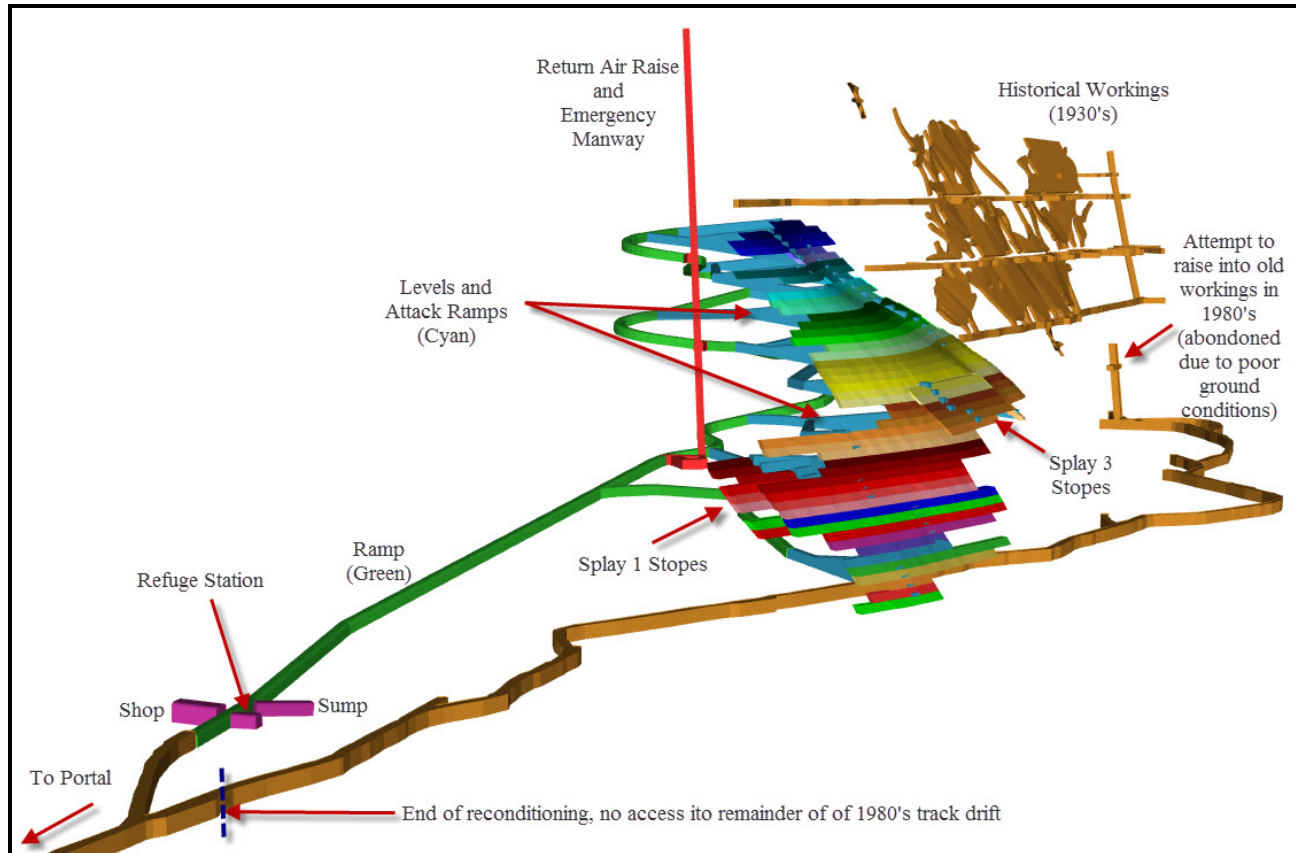 Return Air Raise
and
Emergency
Manway
Historical Workings
(1930's)
Attempt to
raise into old
workings in
1980's
(abondoned
due to poor
ground
conditions)
Levels and
Attack Ramps
(Cyan)
Splay 3
Stopes
Splay 1 Stopes
Ramp
(Green)
Refuge Station
Shop
Sump
To Portal
End of reconditioning, no access ito remainder of of 1980's track drift